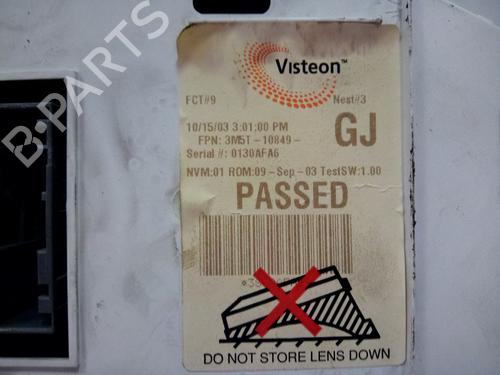 B-PARTS
Visteon™
FCT#9 Nest#3
10/15/03 3:01:00 PM
GJ
FPN: 3M5T-10849-
Serial #: 0130AFA6
NVM:01 ROM:09-Sep-03 TestSW:1.00
PASSED
DO NOT STORE LENS DOWN